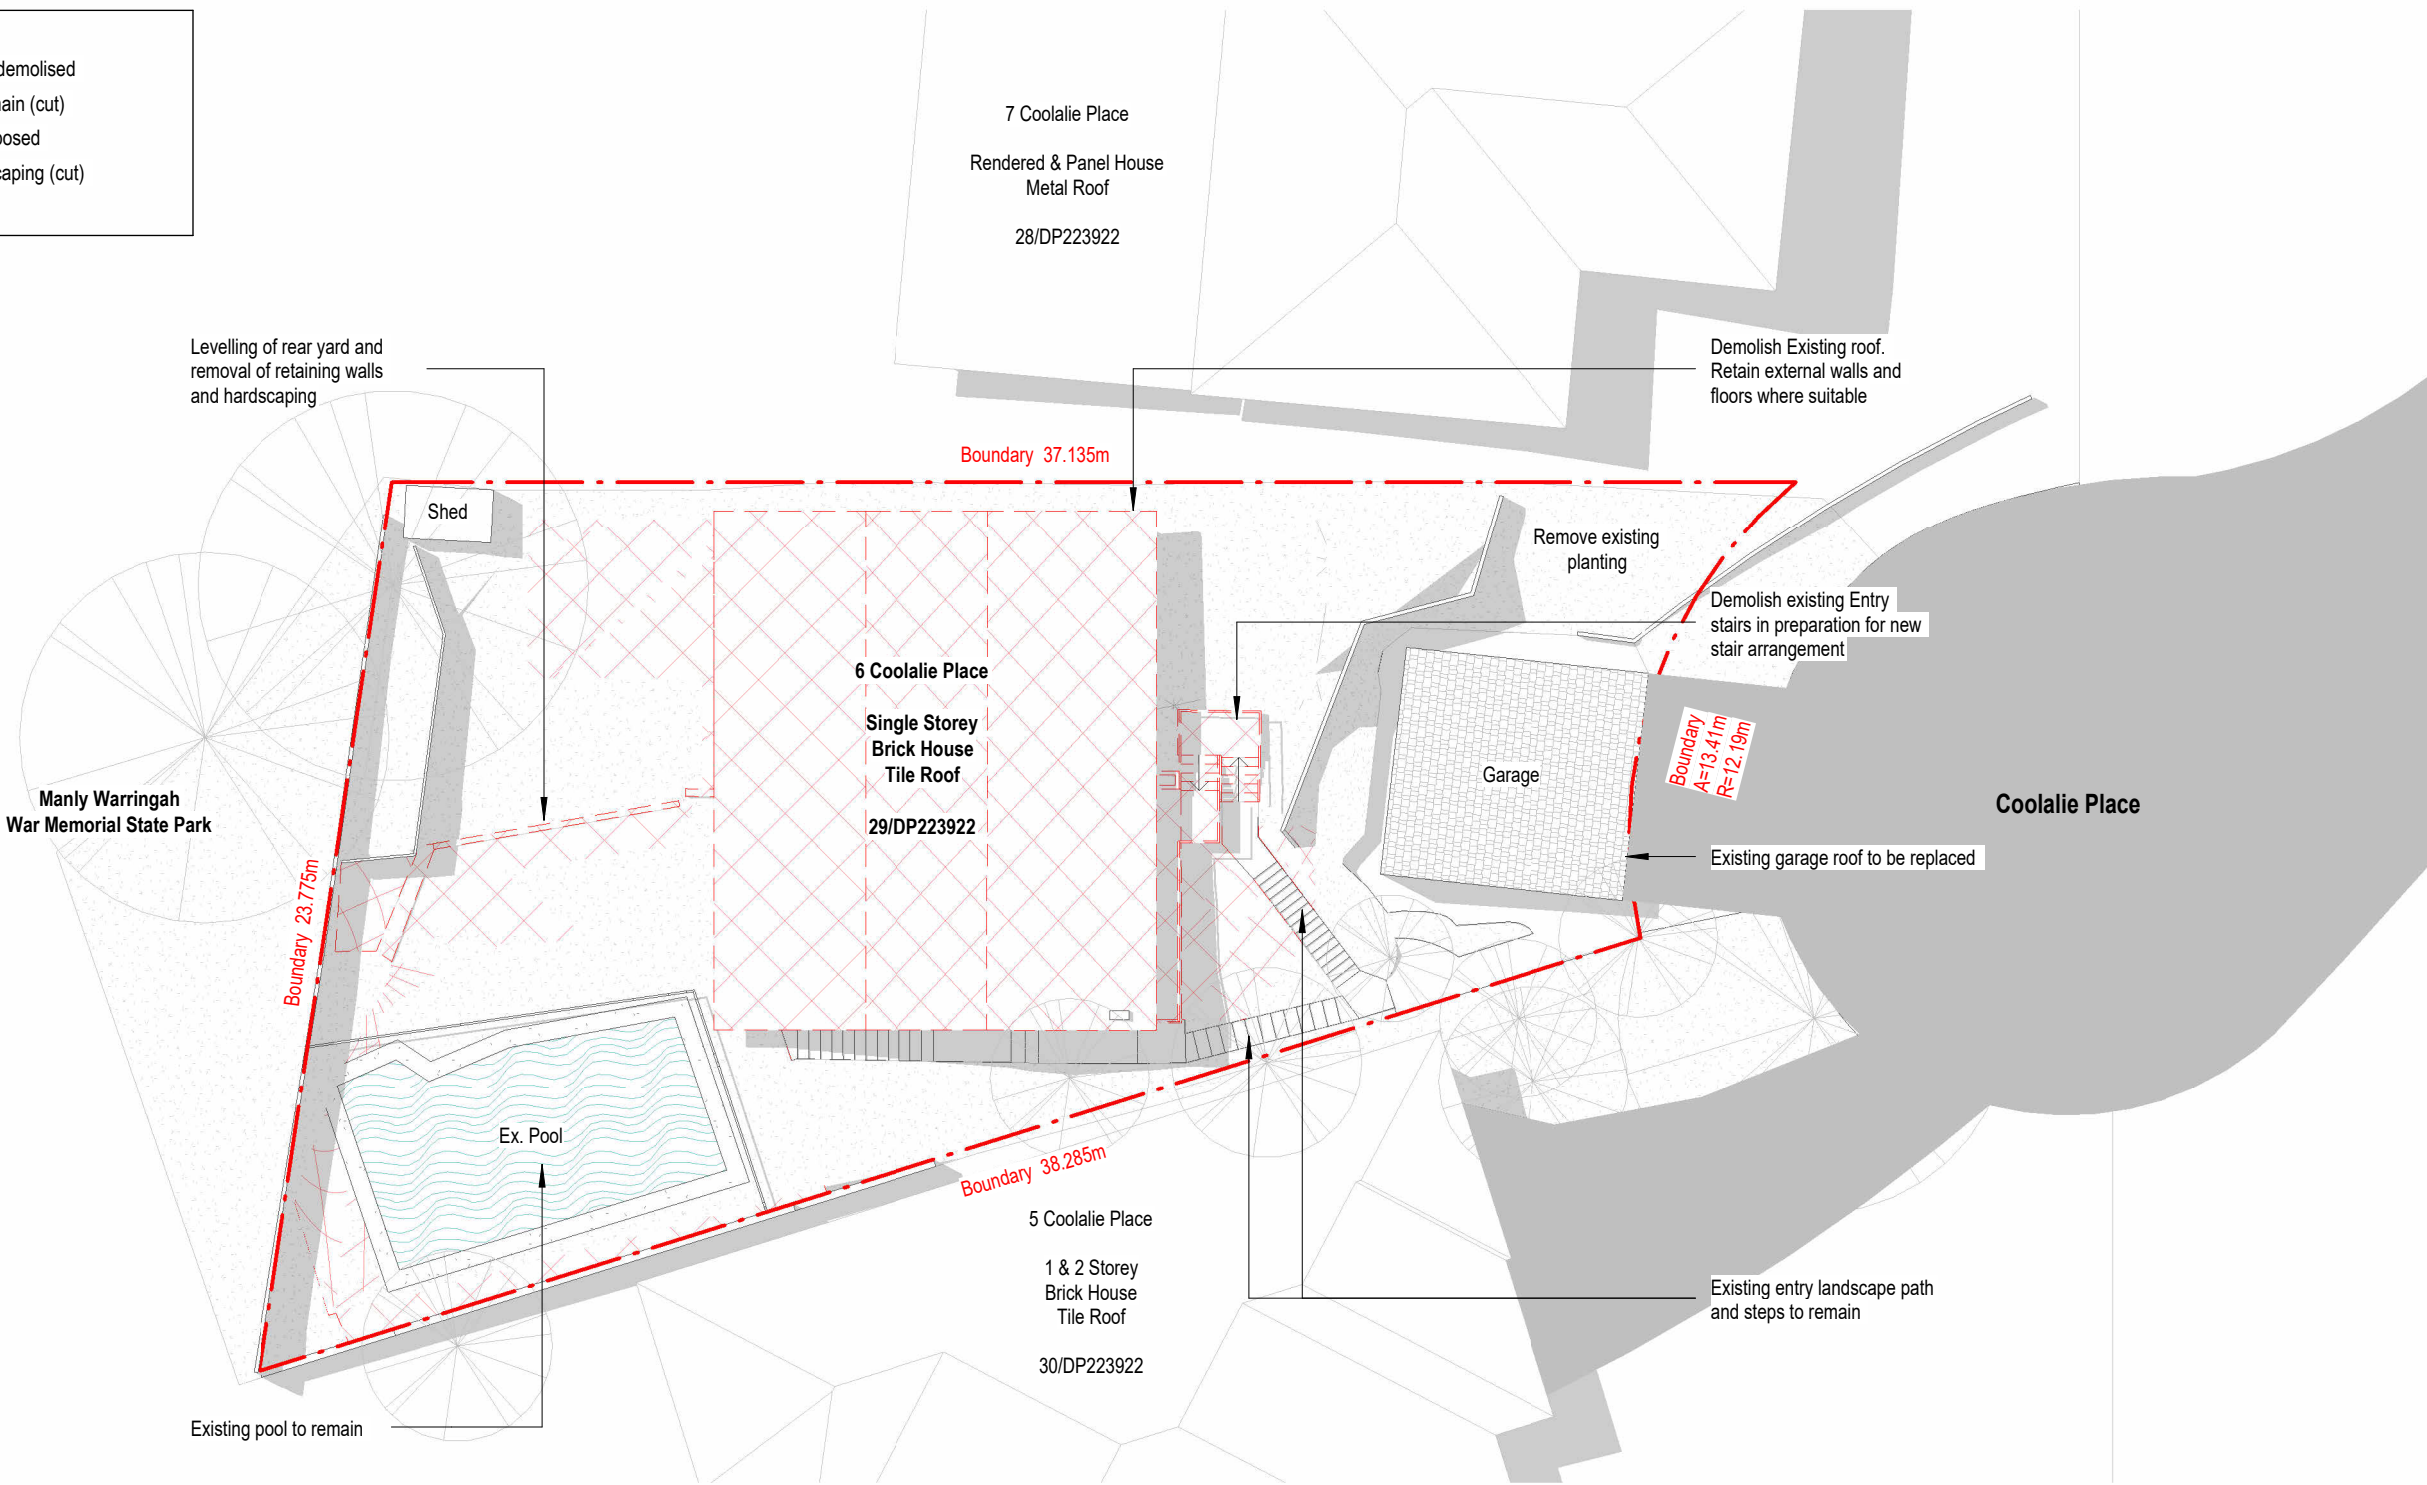 demolised
(cut)
caping (cut)
7 Coolalie Place
Rendered & Panel House
Metal Roof
28/DP223922
Levelling of rear yard and
removal of retaining walls
and hardscaping
Demolish Existing roof.
Retain external walls and
floors where suitable
Boundary 37.135m
Shed
Remove existing
planting
Demolish existing Entry
stairs in preparation for new
stair arrangement
6 Coolalie Place
Single Storey
Brick House
Tile Roof
29/DP223922
Boundary
A=13.41m
R=12.19m
Garage
Coolalie Place
Manly Warringah
War Memorial State Park
Existing garage roof to be replaced
Boundary 23.775m
Ex. Pool
Boundary 38.285m
5 Coolalie Place
1 & 2 Storey
Brick House
Tile Roof
30/DP223922
Existing entry landscape path
and steps to remain
Existing pool to remain